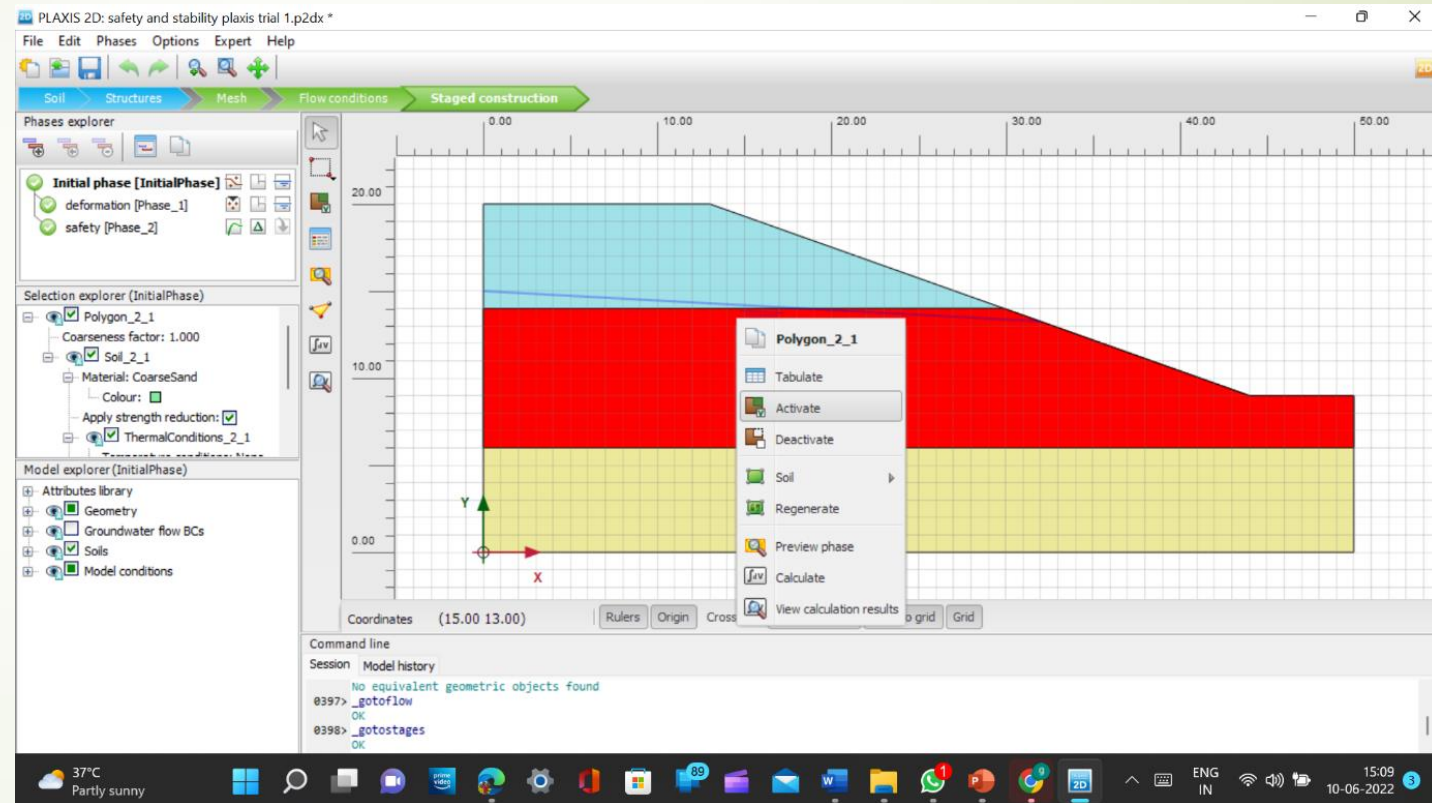 PLAXIS 2D: safety and stability plaxis trial 1.p2dx *
File Edit Phases Options Expert Help
Soil Structures Mesh Flow conditions Staged construction
Phases explorer
Initial phase [InitialPhase]
deformation [Phase_1]
safety [Phase_2]
Selection explorer (InitialPhase)
Polygon_2_1
Coarseness factor: 1.000
Soil_2_1
Material: CoarseSand
Colour:
Apply strength reduction:
ThermalConditions_2_1
Model explorer (InitialPhase)
Attributes library
Geometry
Groundwater flow BCs
Soils
Model conditions
0.00 10.00 20.00 30.00 40.00 50.00
20.00
10.00
0.00
Y
X
Polygon_2_1
Tabulate
Activate
Deactivate
Soil
Regenerate
Preview phase
Calculate
View calculation results
Coordinates (15.00 13.00) Rulers Origin Cross o grid Grid
Command line
Session Model history
No equivalent geometric objects found
0397> _gotoflow
OK
0398> _gotostages
OK
37°C
Partly sunny
prime video
89
1
9
2D
ENG
IN
15:09
10-06-2022
3